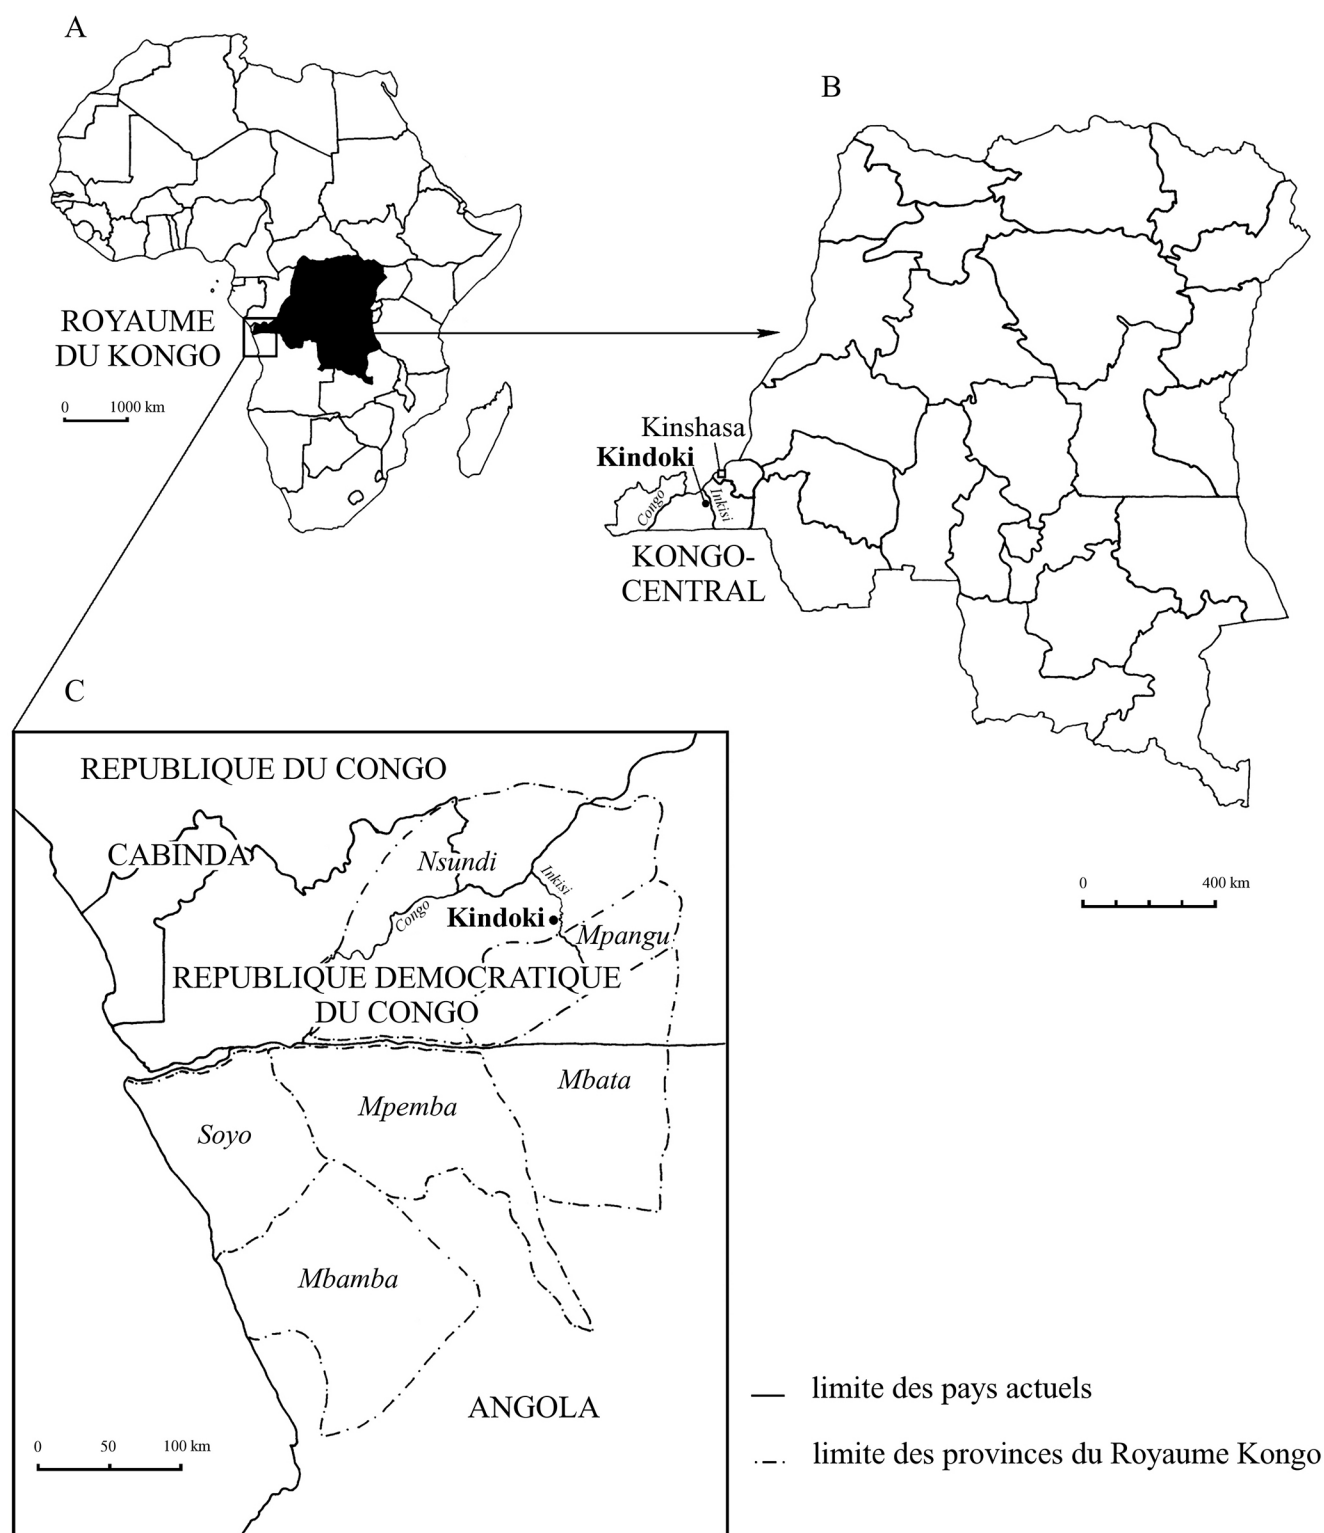 A
ROYAUME
DU KONGO
0 1000 km
B
Kinshasa
Kindoki
Congo
Inkisi
KONGO-
CENTRAL
0 400 km
C
REPUBLIQUE DU CONGO
CABINDA
Nsundi
Inkisi
Congo
Kindoki
Mpangu
REPUBLIQUE DEMOCRATIQUE
DU CONGO
Mbata
Mpemba
Soyo
Mbamba
ANGOLA
0 50 100 km
limite des pays actuels
limite des provinces du Royaume Kongo